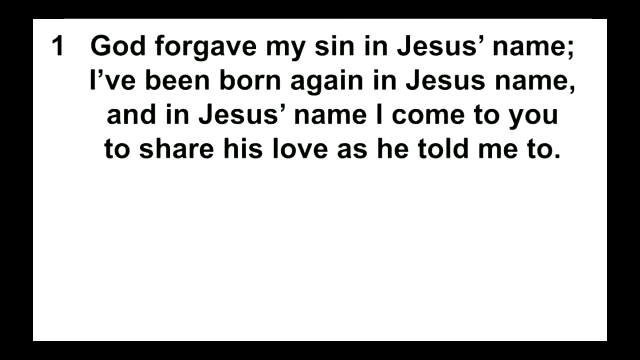 1 God forgave my sin in Jesus’ name;
I’ve been born again in Jesus name,
and in Jesus’ name I come to you
to share his love as he told me to.